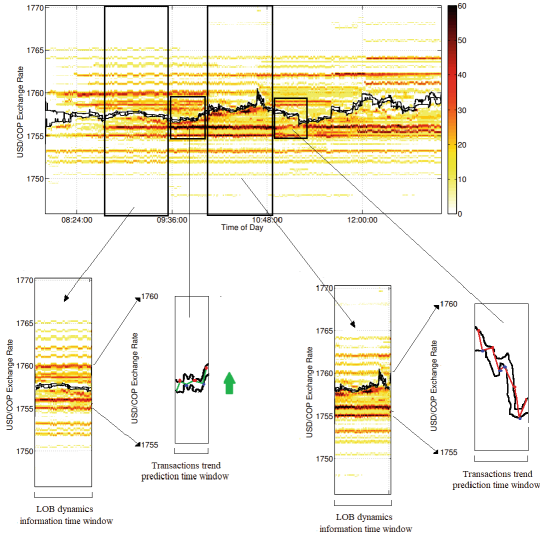 1770
1765
1760
1755
1750
USD/COP Exchange Rate
08:24:00
09:36:00
10:48:00
12:00:00
Time of Day
60
50
40
30
20
10
0
1770
1765
1760
1755
1750
USD/COP Exchange Rate
LOB dynamics
information time window
1760
1755
USD/COP Exchange Rate
Transactions trend
prediction time window
1770
1765
1760
1755
1750
USD/COP Exchange Rate
LOB dynamics
information time window
1760
1755
USD/COP Exchange Rate
Transactions trend
prediction time window